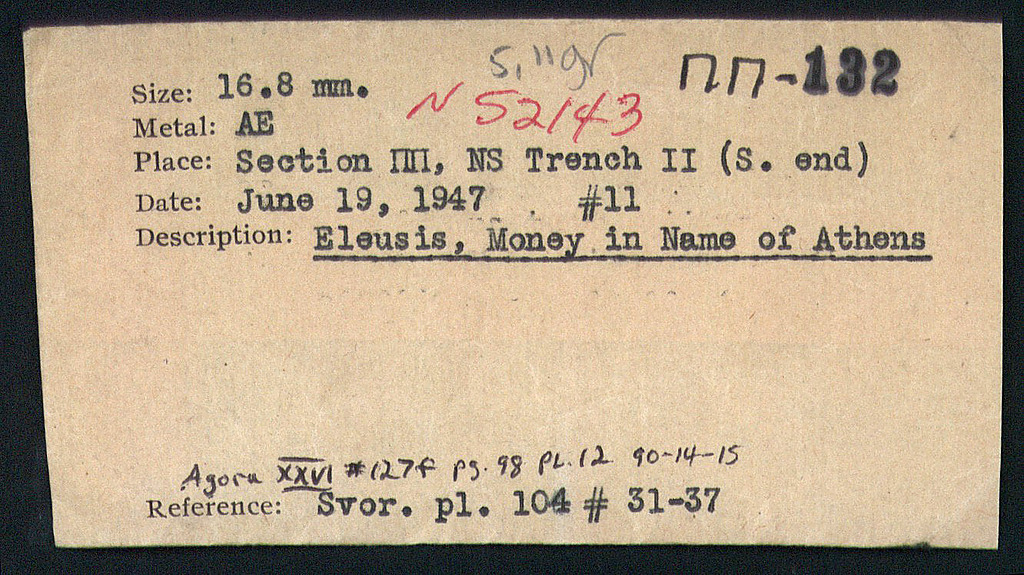 5.11gr ΠΠ-132
Size: 16.8 mm.
N 52143
Metal: AE
Place: Section ΠΠ, NS Trench II (S. end)
Date: June 19, 1947 #11
Description: Eleusis, Money in Name of Athens
Agora XXVI #127f pg. 98 PL.12 90-14-15
Reference: Svor. pl. 104 # 31-37